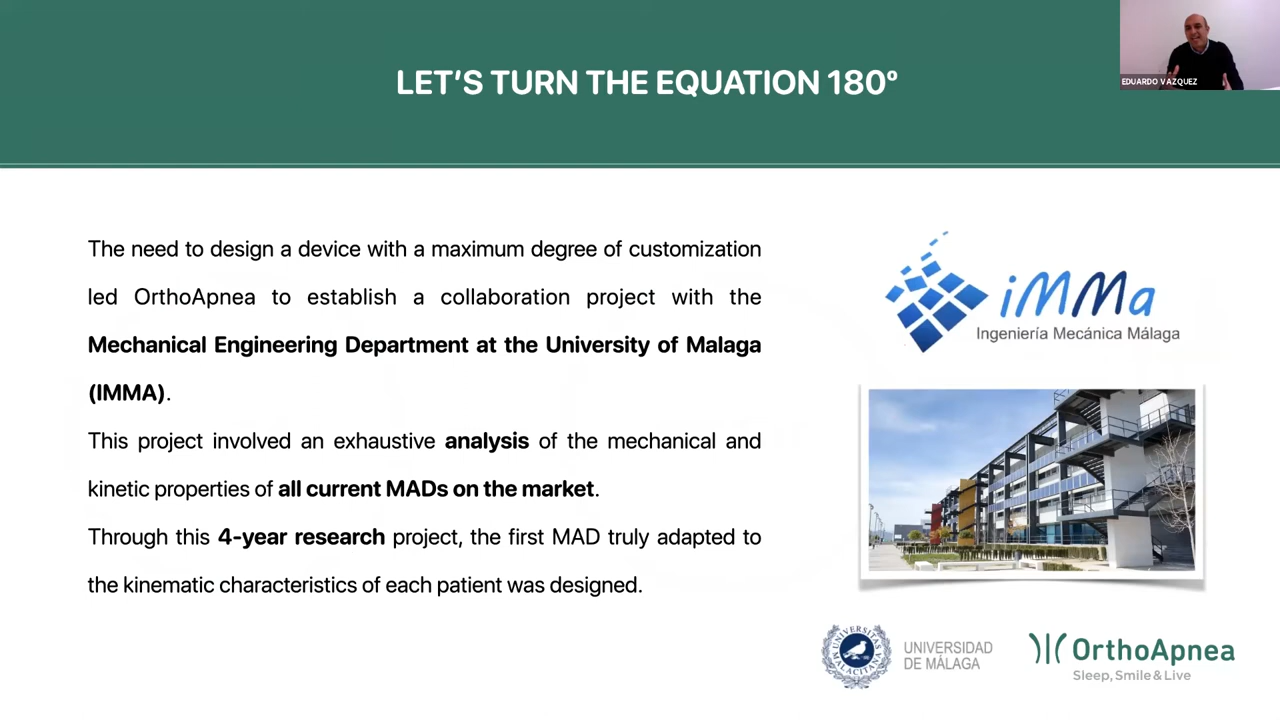 LET'S TURN THE EQUATION 180º
EDUARDO VAZQUEZ
The need to design a device with a maximum degree of customization
led OrthoApnea to establish a collaboration project with the
Mechanical Engineering Department at the University of Malaga
(IMMA).
This project involved an exhaustive analysis of the mechanical and
kinetic properties of all current MADs on the market.
Through this 4-year research project, the first MAD truly adapted to
the kinematic characteristics of each patient was designed.
iMMa
Ingeniería Mecánica Málaga
UNIVERSITAS
MALACITANA
UNIVERSIDAD
DE MÁLAGA
OrthoApnea
Sleep, Smile & Live